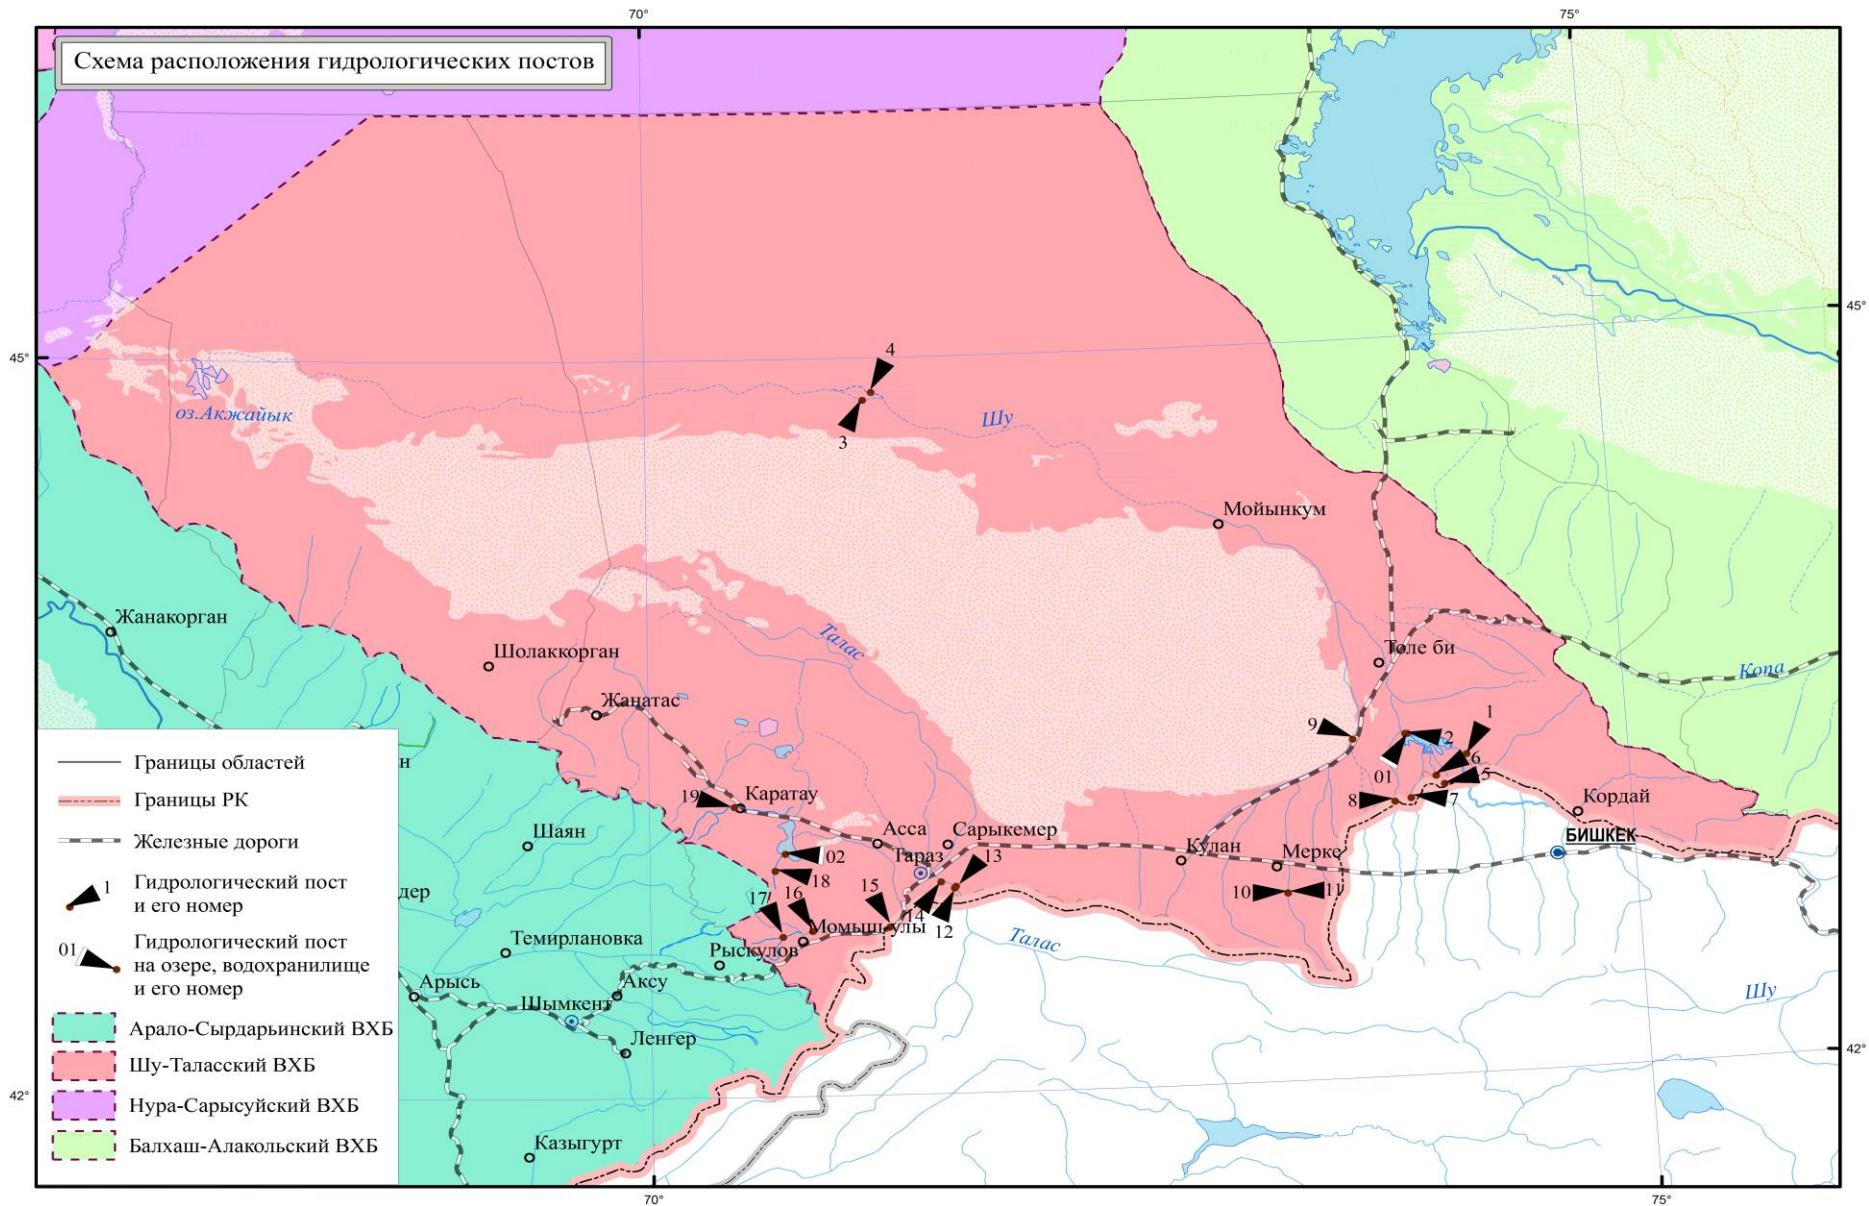 70°
75°
Схема расположения гидрологических постов
45°
45°
4
3
оз.Акжайык
Шу
Мойынкум
Жанакорган
Шолаккорган
Талас
Толе би
Копа
Жанатас
9
2
1
01
6
5
8
7
Кордай
БИШКЕК
19
Каратау
Асса
Сарыкемер
Тараз
13
Кулан
Мерке
Шаян
02
18
10
11
17
16
15
14
12
Момышулы
Рыскулов
Темирлановка
Талас
Арысь
Аксу
Шымкент
Ленгер
Шу
Казыгурт
42°
42°
н
дер
Границы областей
Границы РК
Железные дороги
1
Гидрологический пост
и его номер
01
Гидрологический пост
на озере, водохранилище
и его номер
Арало-Сырдарьинский ВХБ
Шу-Таласский ВХБ
Нура-Сарысуйский ВХБ
Балхаш-Алакольский ВХБ
70°
75°